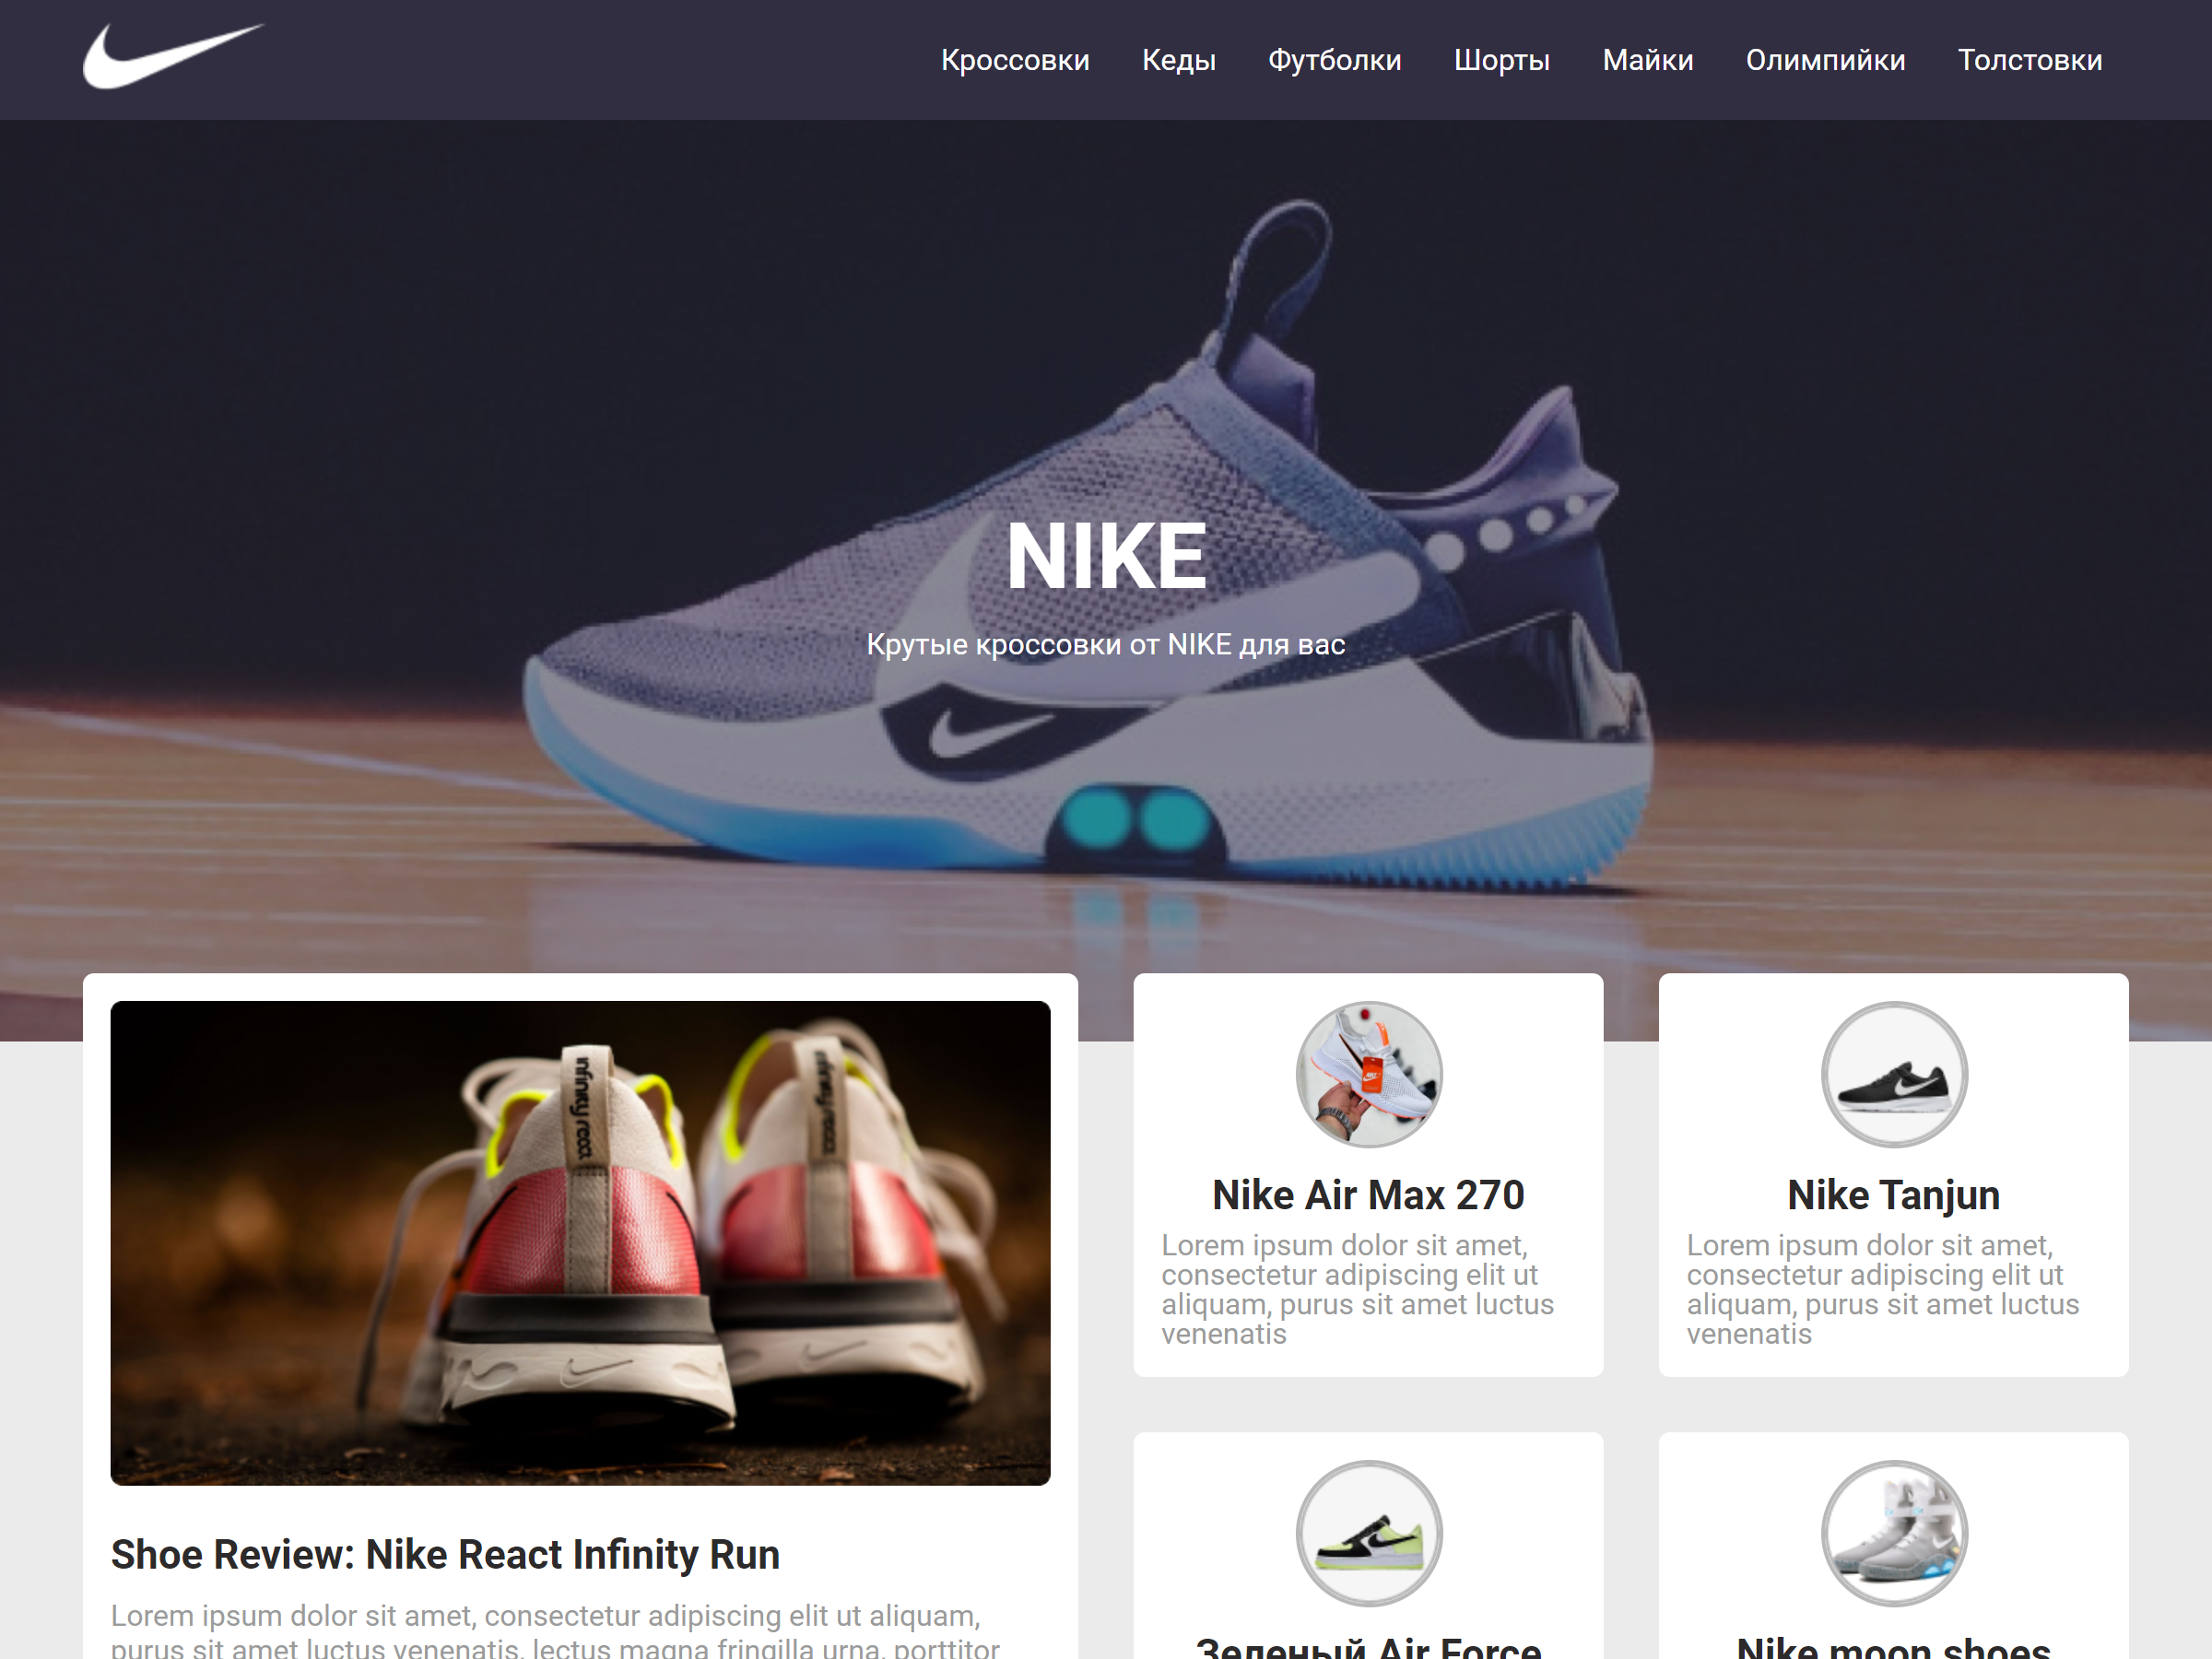 Кроссовки Кеды Футболки Шорты Майки Олимпийки Толстовки
NIKE
Крутые кроссовки от NIKE для вас
infinity react
infinity react
Shoe Review: Nike React Infinity Run
Lorem ipsum dolor sit amet, consectetur adipiscing elit ut aliquam,
purus sit amet luctus venenatis, lectus magna fringilla urna, porttitor
Nike Air Max 270
Lorem ipsum dolor sit amet,
consectetur adipiscing elit ut
aliquam, purus sit amet luctus
venenatis
Nike Tanjun
Lorem ipsum dolor sit amet,
consectetur adipiscing elit ut
aliquam, purus sit amet luctus
venenatis
Зеленый Air Force
Nike moon shoes